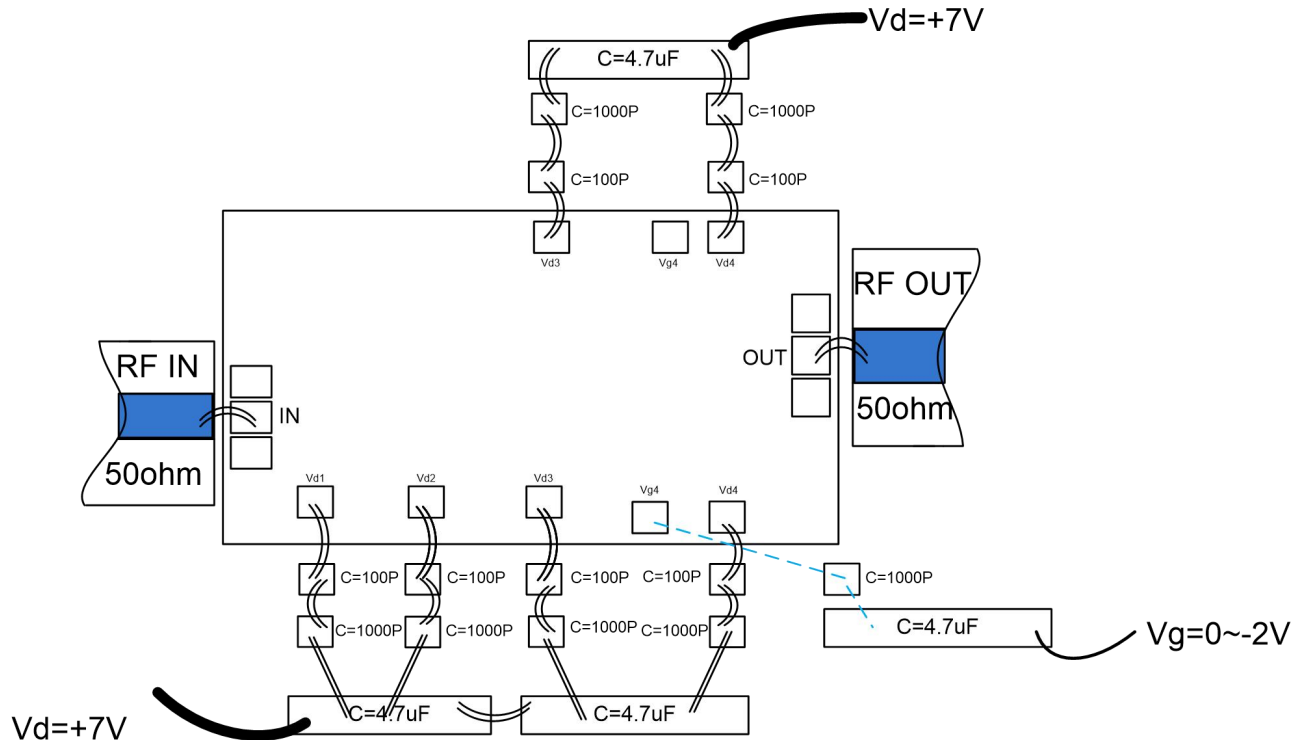 Vd=+7V
C=4.7uF
C=1000P
C=1000P
C=100P
C=100P
Vd3
Vg4
Vd4
RF OUT
OUT
50ohm
RF IN
IN
50ohm
Vd1
Vd2
Vd3
Vg4
Vd4
C=100P
C=100P
C=100P
C=100P
C=1000P
C=1000P
C=1000P
C=1000P
C=1000P
C=4.7uF
Vg=0~-2V
C=4.7uF
C=4.7uF
Vd=+7V